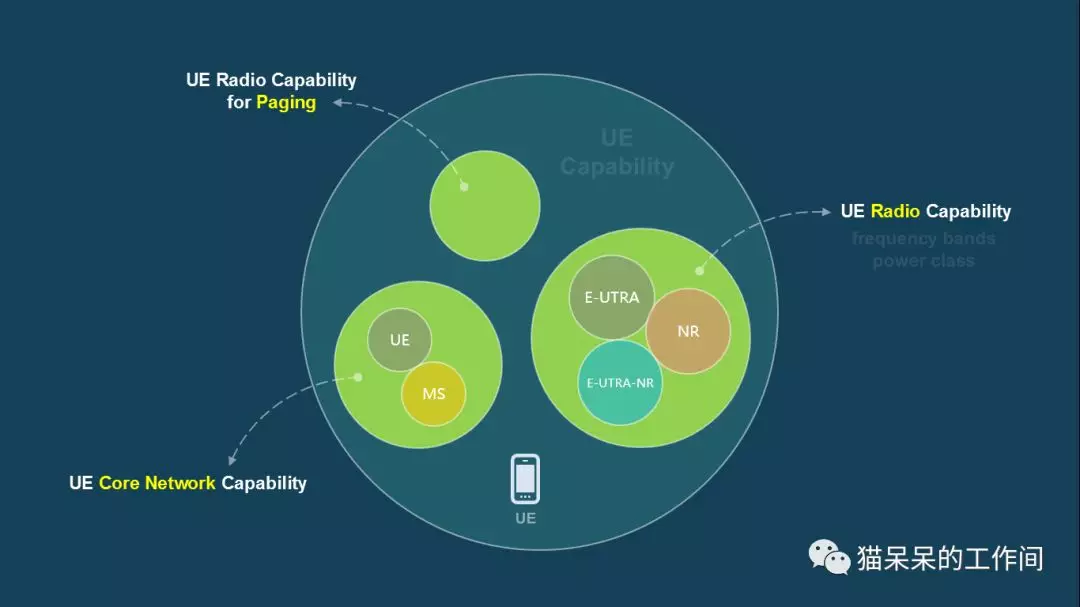 UE Radio Capability
for Paging
UE
Capability
UE Radio Capability
frequency bands
power class
E-UTRA
NR
E-UTRA-NR
UE
MS
UE Core Network Capability
UE
猫呆呆的工作间